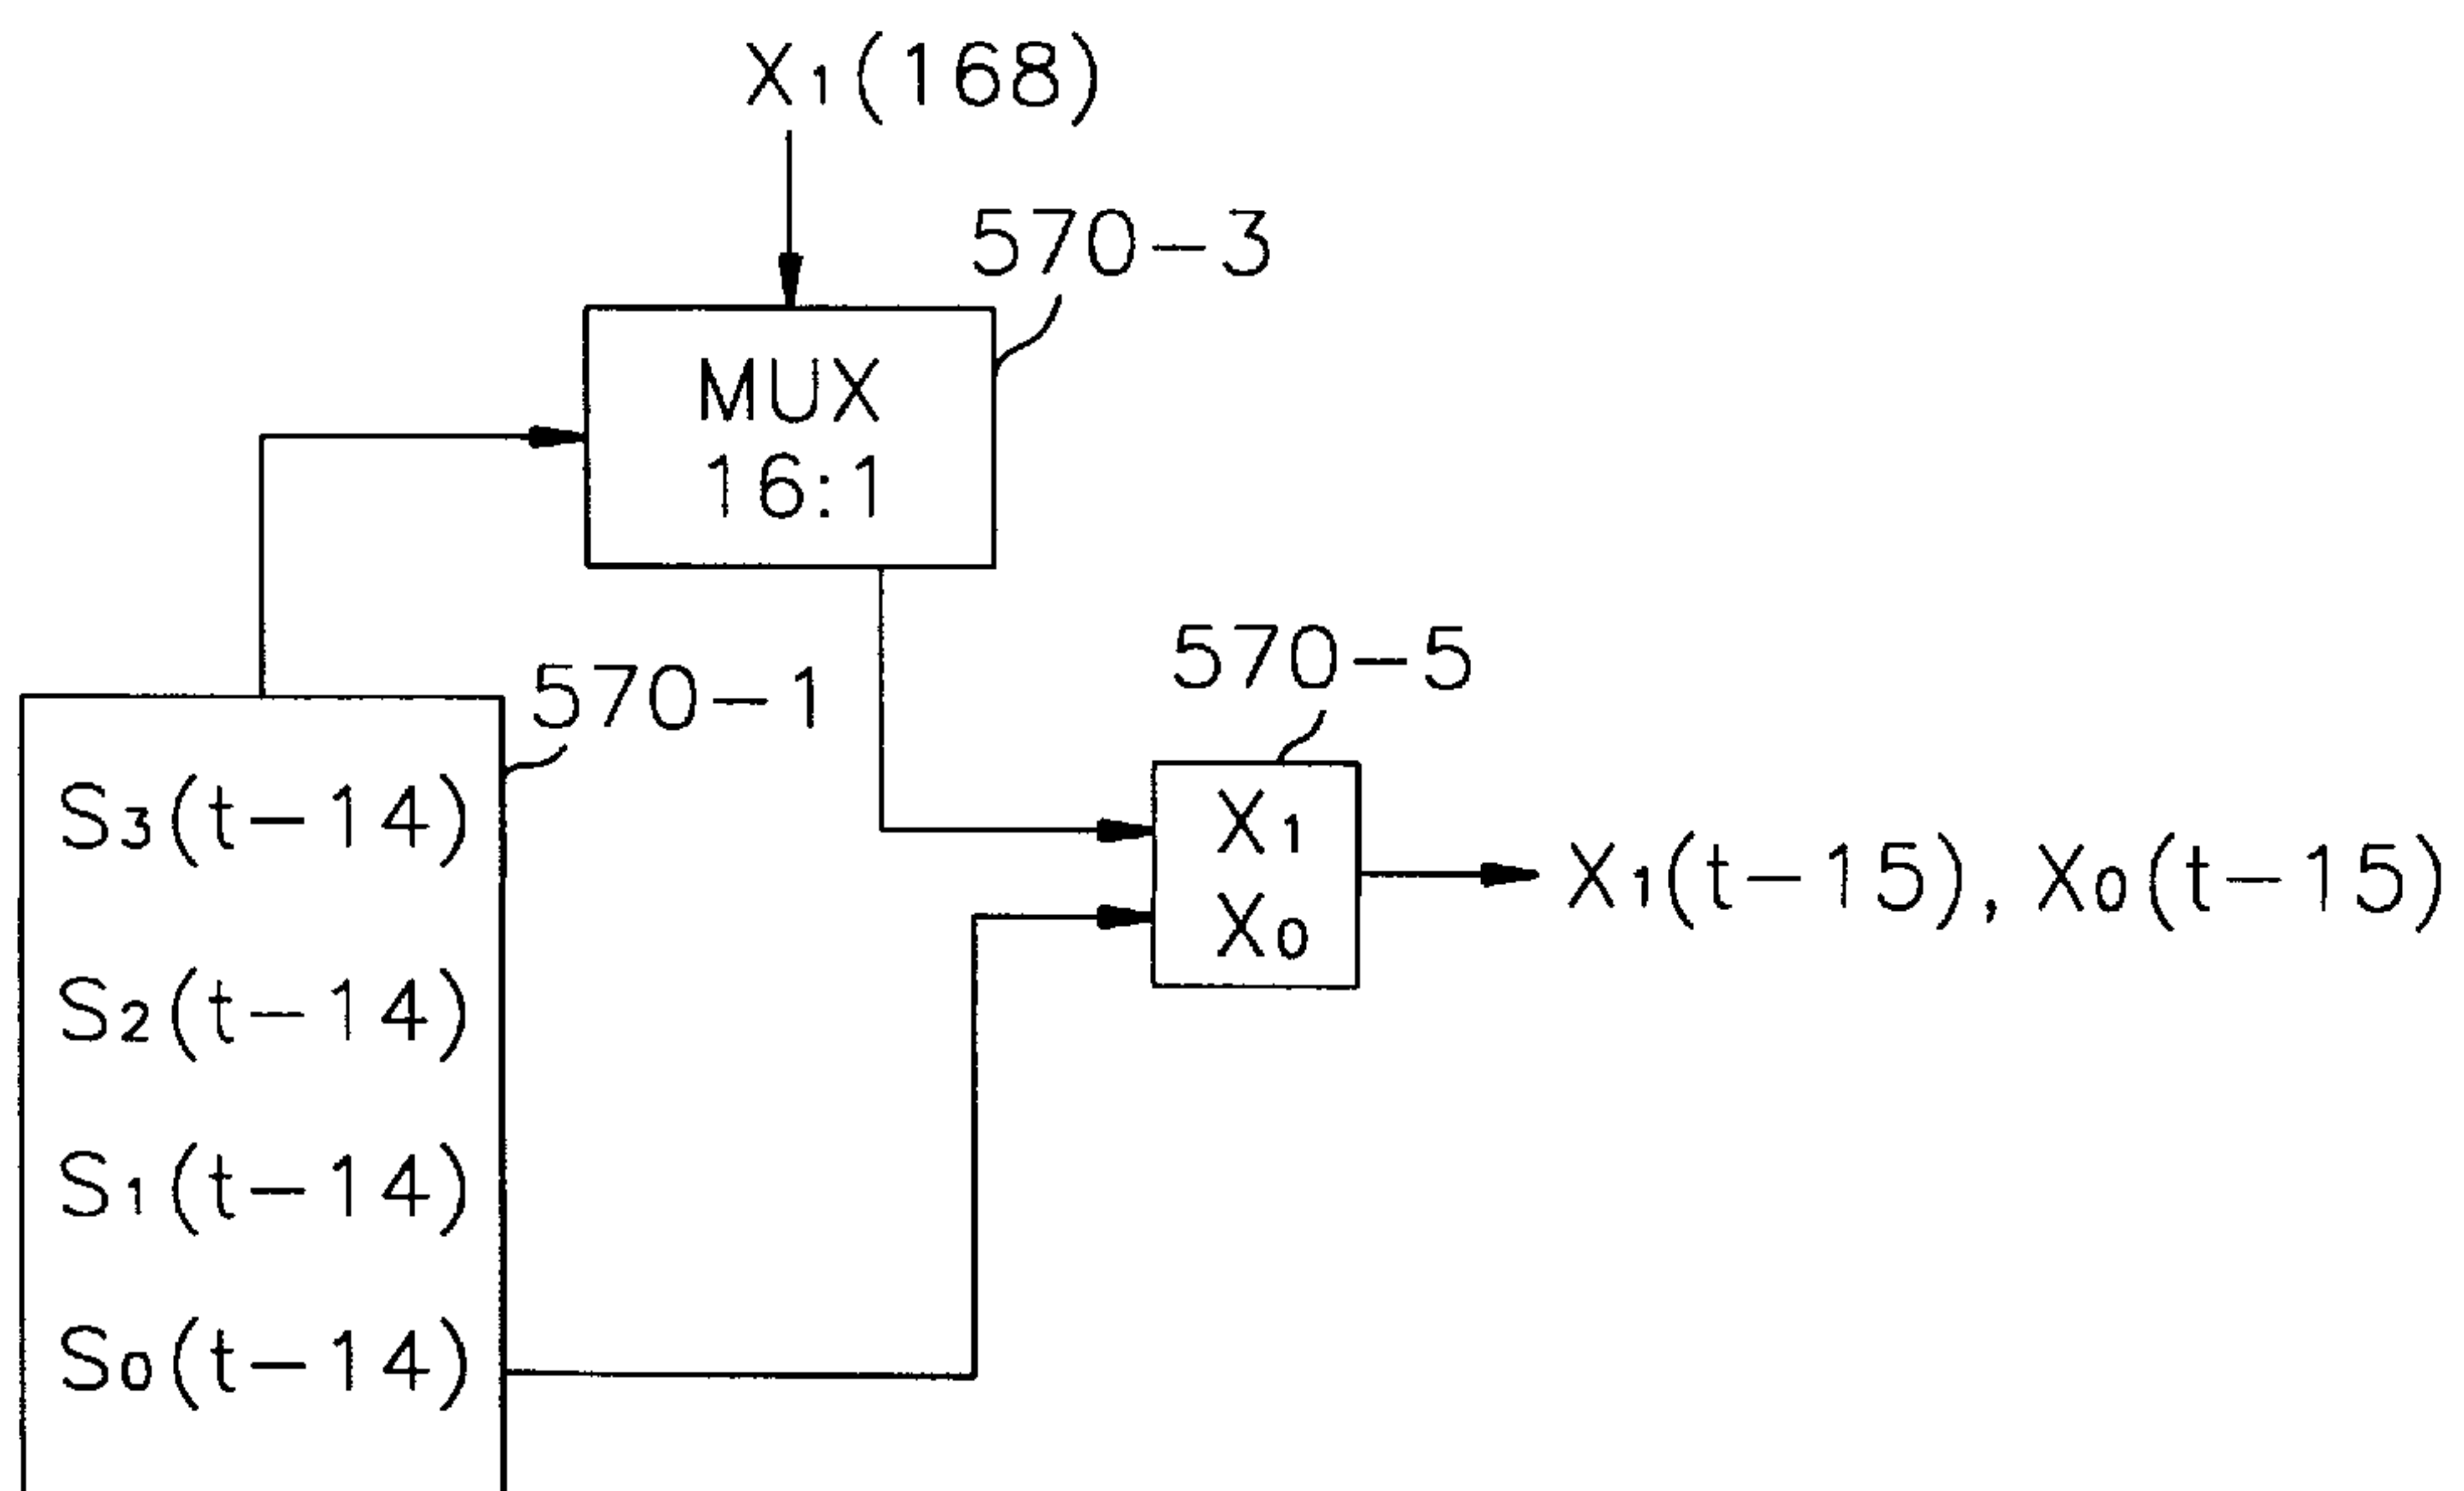 X₁(168)
570-3
MUX
16:1
570-1
570-5
S₃(t-14)
S₂(t-14)
S₁(t-14)
S₀(t-14)
X₁
X₀
X₁(t-15), X₀(t-15)